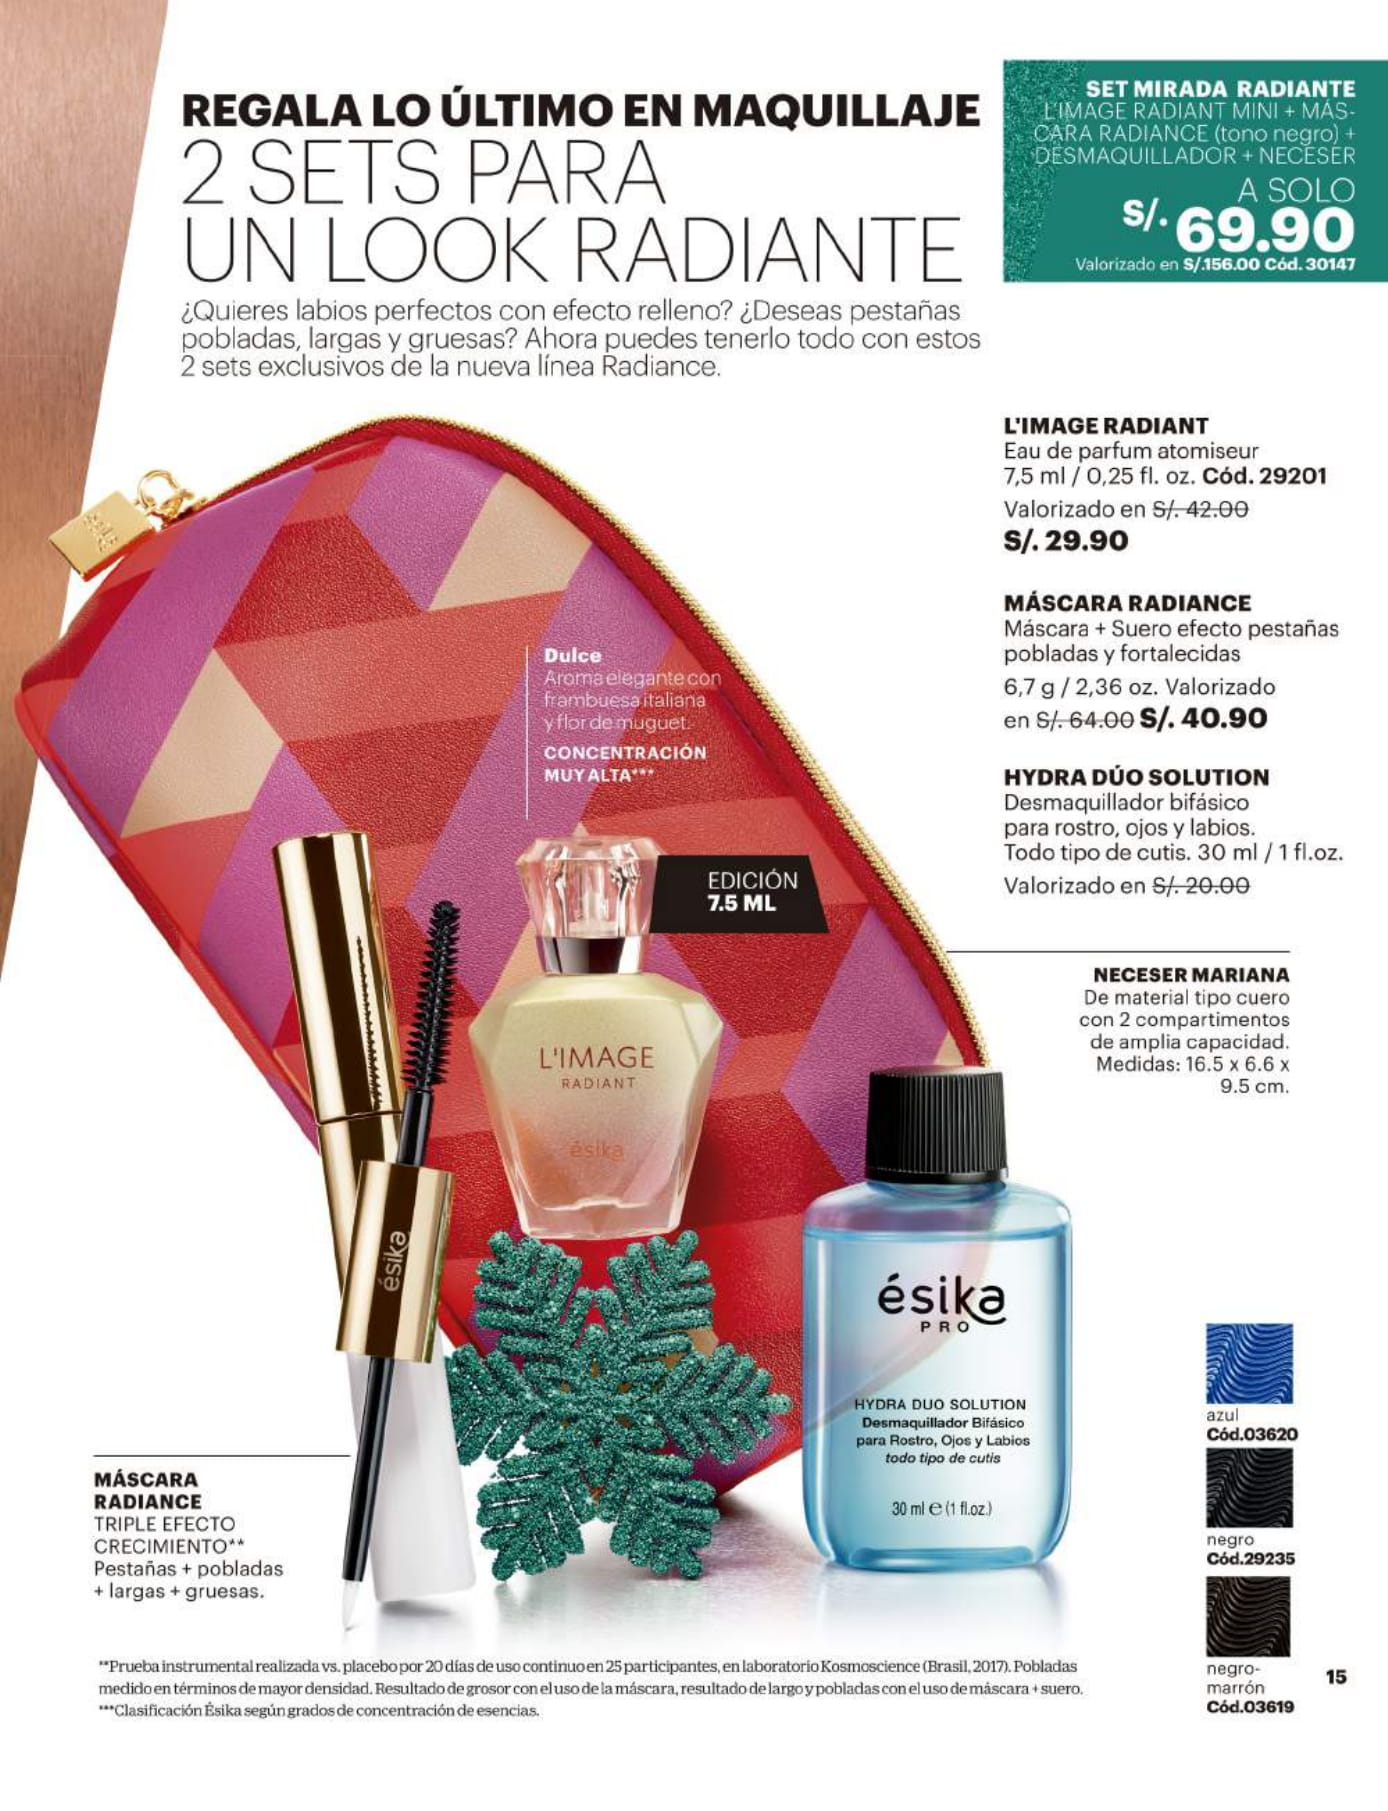 REGALA LO ÚLTIMO EN MAQUILLAJE
2 SETS PARA
UN LOOK RADIANTE
¿Quieres labios perfectos con efecto relleno? ¿Deseas pestañas
pobladas, largas y gruesas? Ahora puedes tenerlo todo con estos
2 sets exclusivos de la nueva línea Radiance.
SET MIRADA RADIANTE
L'IMAGE RADIANT MINI + MÁS-
CARA RADIANCE (tono negro) +
DESMAQUILLADOR + NECESER
A SOLO
S/. 69.90
Valorizado en S/.156.00 Cód. 30147
L'IMAGE RADIANT
Eau de parfum atomiseur
7,5 ml / 0,25 fl. oz. Cód. 29201
Valorizado en S/. 42.00
S/. 29.90
MÁSCARA RADIANCE
Máscara + Suero efecto pestañas
pobladas y fortalecidas
6,7 g / 2,36 oz. Valorizado
en S/. 64.00 S/. 40.90
HYDRA DÚO SOLUTION
Desmaquillador bifásico
para rostro, ojos y labios.
Todo tipo de cutis. 30 ml / 1 fl.oz.
Valorizado en S/. 20.00
NECESER MARIANA
De material tipo cuero
con 2 compartimentos
de amplia capacidad.
Medidas: 16.5 x 6.6 x
9.5 cm.
Dulce
Aroma elegante con
frambuesa italiana
y flor de muguet.
CONCENTRACIÓN
MUY ALTA***
EDICIÓN
7.5 ML
L'IMAGE
RADIANT
ésika
ésika
ésika
PRO
HYDRA DUO SOLUTION
Desmaquillador Bifásico
para Rostro, Ojos y Labios
todo tipo de cutis
30 ml e (1 fl.oz.)
MÁSCARA
RADIANCE
TRIPLE EFECTO
CRECIMIENTO**
Pestañas + pobladas
+ largas + gruesas.
azul
Cód.03620
negro
Cód.29235
negro-
marrón
Cód.03619
**Prueba instrumental realizada vs. placebo por 20 días de uso continuo en 25 participantes, en laboratorio Kosmoscience (Brasil, 2017). Pobladas
medido en términos de mayor densidad. Resultado de grosor con el uso de la máscara, resultado de largo y pobladas con el uso de máscara + suero.
***Clasificación Ésika según grados de concentración de esencias.
15